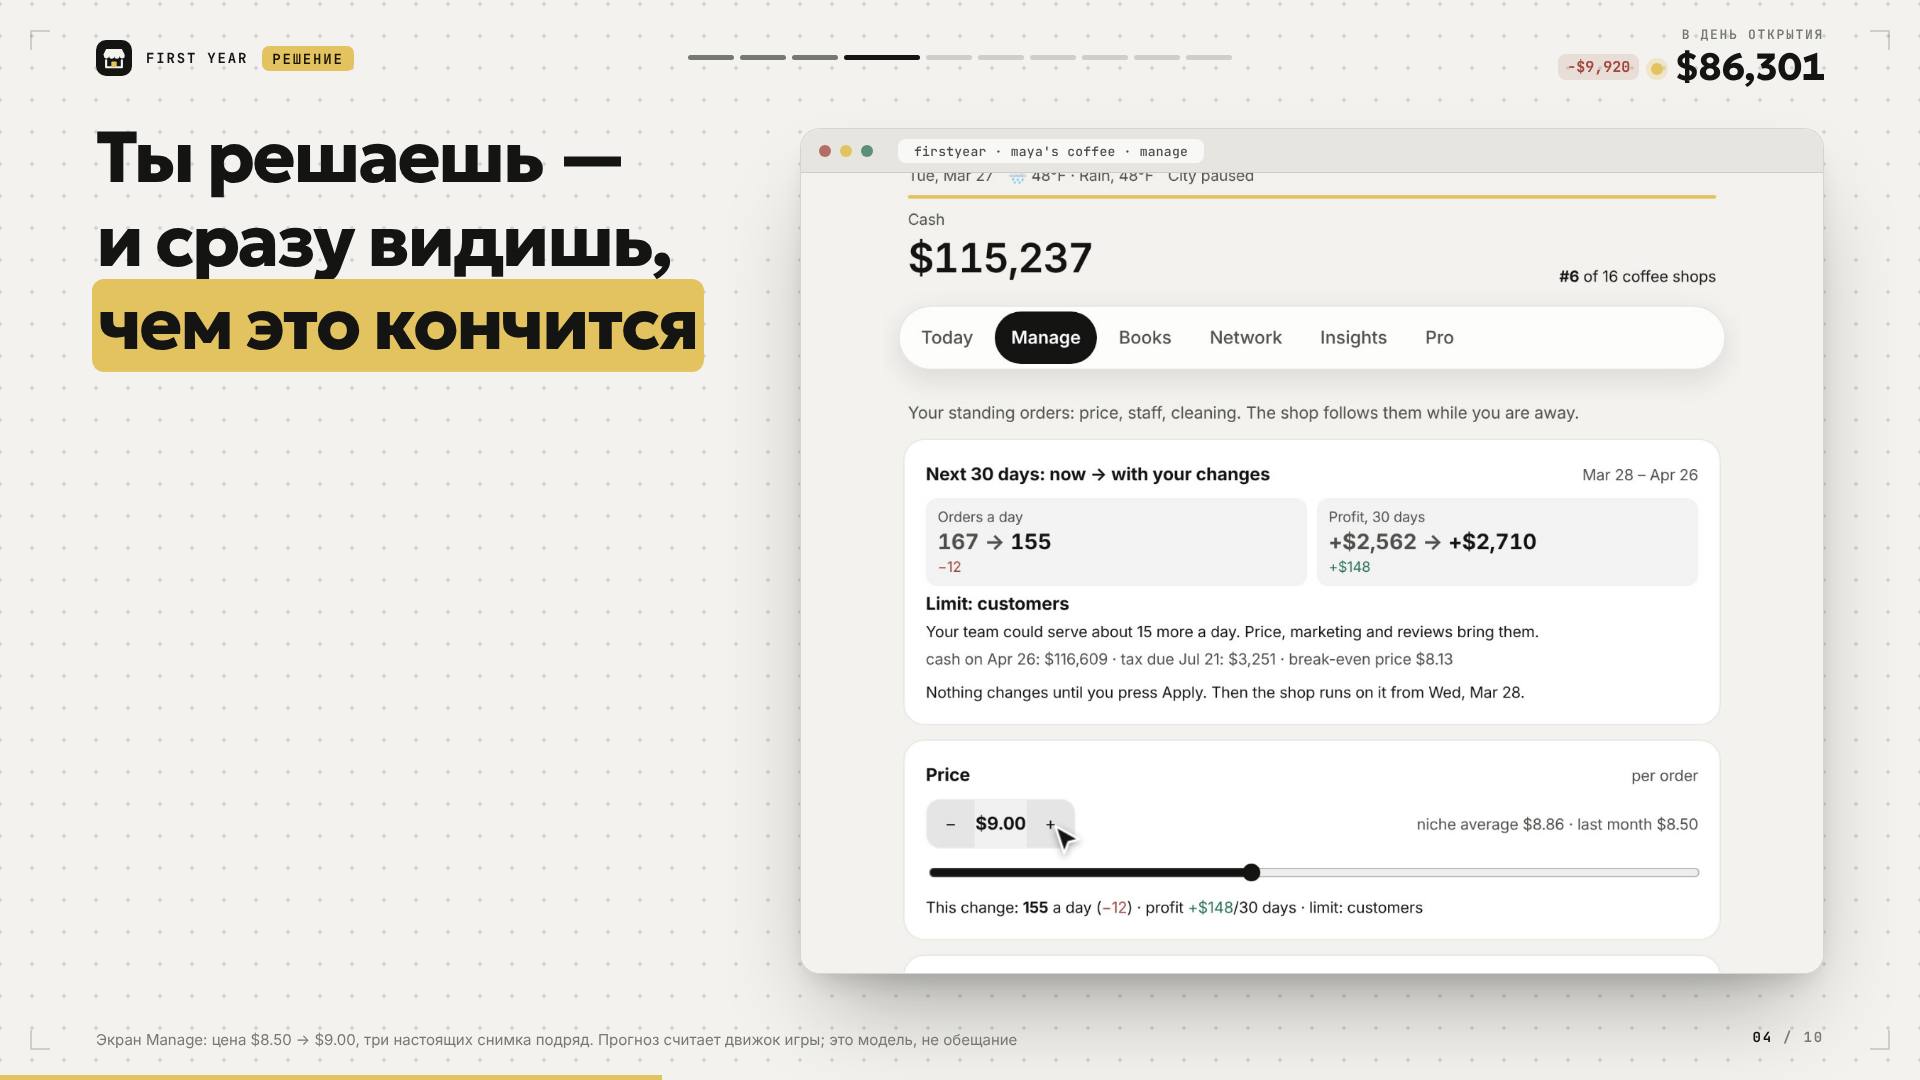 FIRST YEAR
РЕШЕНИЕ
В ДЕНЬ ОТКРЫТИЯ
-$9,920
$86,301
Ты решаешь —
и сразу видишь,
чем это кончится
firstyear · maya's coffee · manage
Tue, Mar 27 48°F · Rain, 48°F City paused
Cash
$115,237
#6 of 16 coffee shops
Today Manage Books Network Insights Pro
Your standing orders: price, staff, cleaning. The shop follows them while you are away.
Next 30 days: now → with your changes
Mar 28 – Apr 26
Orders a day
167 → 155
−12
Profit, 30 days
+$2,562 → +$2,710
+$148
Limit: customers
Your team could serve about 15 more a day. Price, marketing and reviews bring them.
cash on Apr 26: $116,609 · tax due Jul 21: $3,251 · break-even price $8.13
Nothing changes until you press Apply. Then the shop runs on it from Wed, Mar 28.
Price
per order
− $9.00 +
niche average $8.86 · last month $8.50
This change: 155 a day (−12) · profit +$148/30 days · limit: customers
Экран Manage: цена $8.50 → $9.00, три настоящих снимка подряд. Прогноз считает движок игры; это модель, не обещание
04 / 10